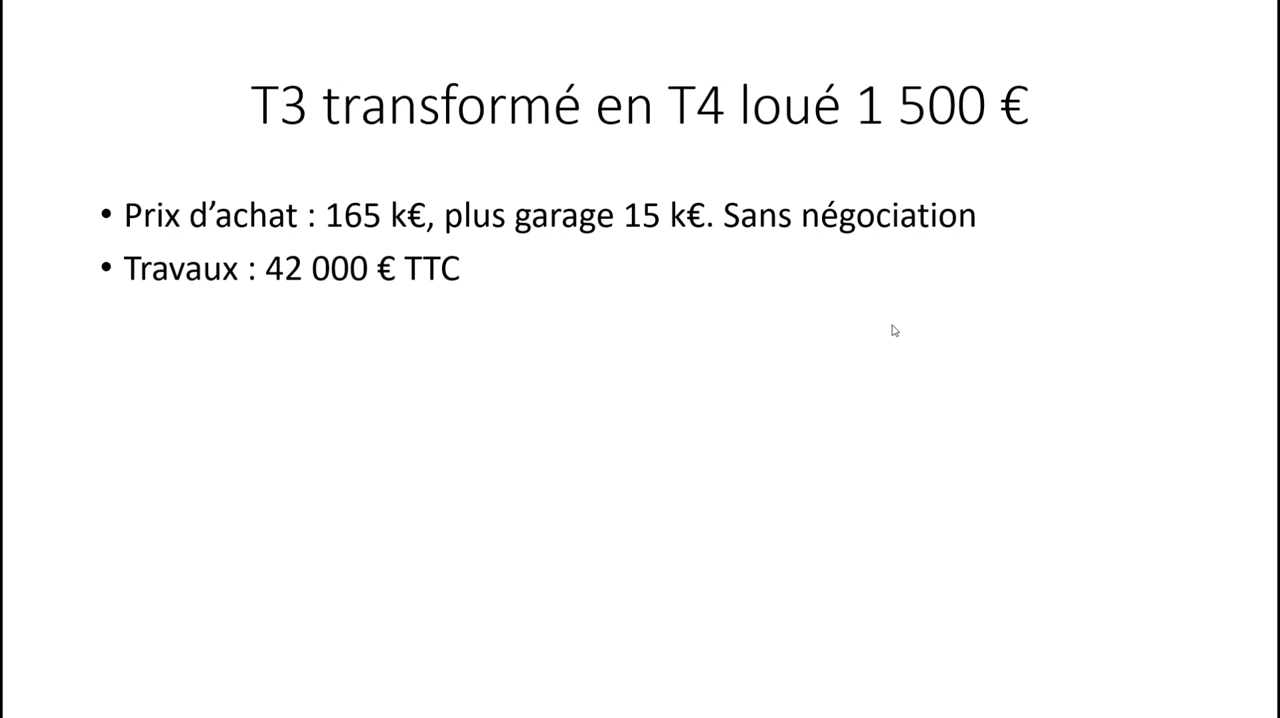 T3 transformé en T4 loué 1 500 €
• Prix d’achat : 165 k€, plus garage 15 k€. Sans négociation
• Travaux : 42 000 € TTC